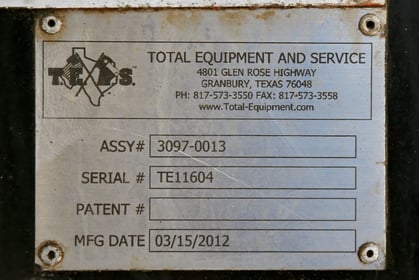 T.E.X.A.S.™
TOTAL EQUIPMENT AND SERVICE
4801 GLEN ROSE HIGHWAY
GRANBURY, TEXAS 76048
PH: 817-573-3550 FAX: 817-573-3558
www.Total-Equipment.com
ASSY# 3097-0013
SERIAL # TE11604
PATENT #
MFG DATE 03/15/2012